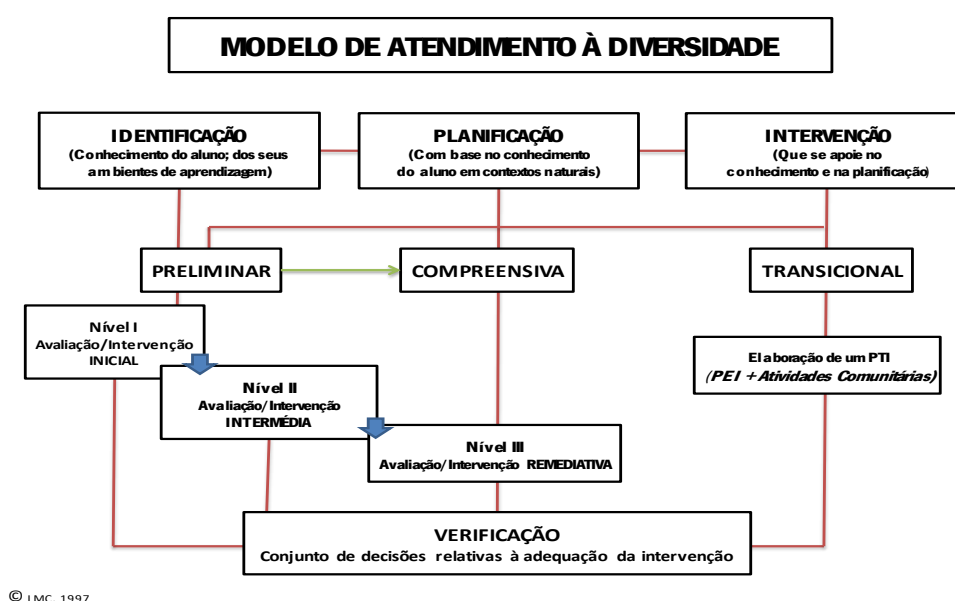 MODELO DE ATENDIMENTO À DIVERSIDADE
IDENTIFICAÇÃO
(Conhecimento do aluno; dos seus
ambientes de aprendizagem)
PLANIFICAÇÃO
(Com base no conhecimento
do aluno em contextos naturais)
INTERVENÇÃO
(Que se apoie no
conhecimento e na planificação)
PRELIMINAR
COMPREENSIVA
TRANSICIONAL
Nível I
Avaliação/Intervenção
INICIAL
Elaboração de um PTI
(PEI + Atividades Comunitárias)
Nível II
Avaliação/Intervenção
INTERMÉDIA
Nível III
Avaliação/Intervenção REMEDIATIVA
VERIFICAÇÃO
Conjunto de decisões relativas à adequação da intervenção
© LMC, 1997